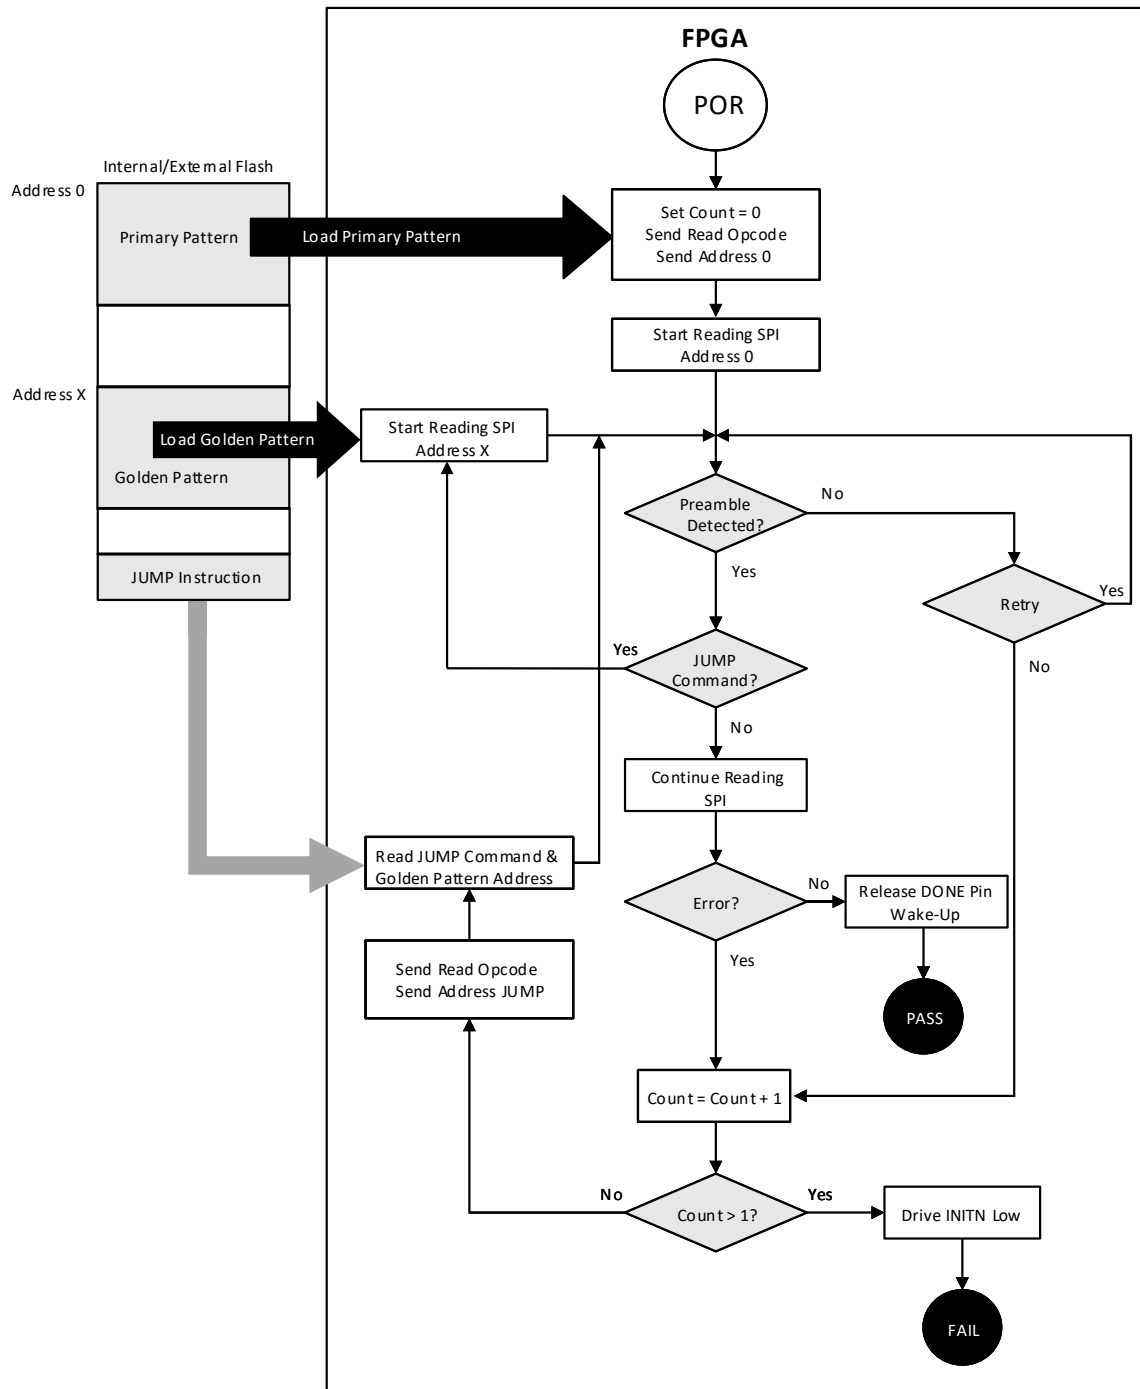 FPGA
POR
Internal/External Flash
Address 0
Primary Pattern
Load Primary Pattern
Set Count = 0
Send Read Opcode
Send Address 0
Start Reading SPI
Address 0
Address X
Load Golden Pattern
Golden Pattern
Start Reading SPI
Address X
Preamble
Detected?
No
Yes
JUMP Instruction
Retry
Yes
No
Yes
JUMP
Command?
No
Continue Reading
SPI
Read JUMP Command &
Golden Pattern Address
Error?
No
Release DONE Pin
Wake-Up
Yes
Send Read Opcode
Send Address JUMP
PASS
Count = Count + 1
No
Count > 1?
Yes
Drive INITN Low
FAIL